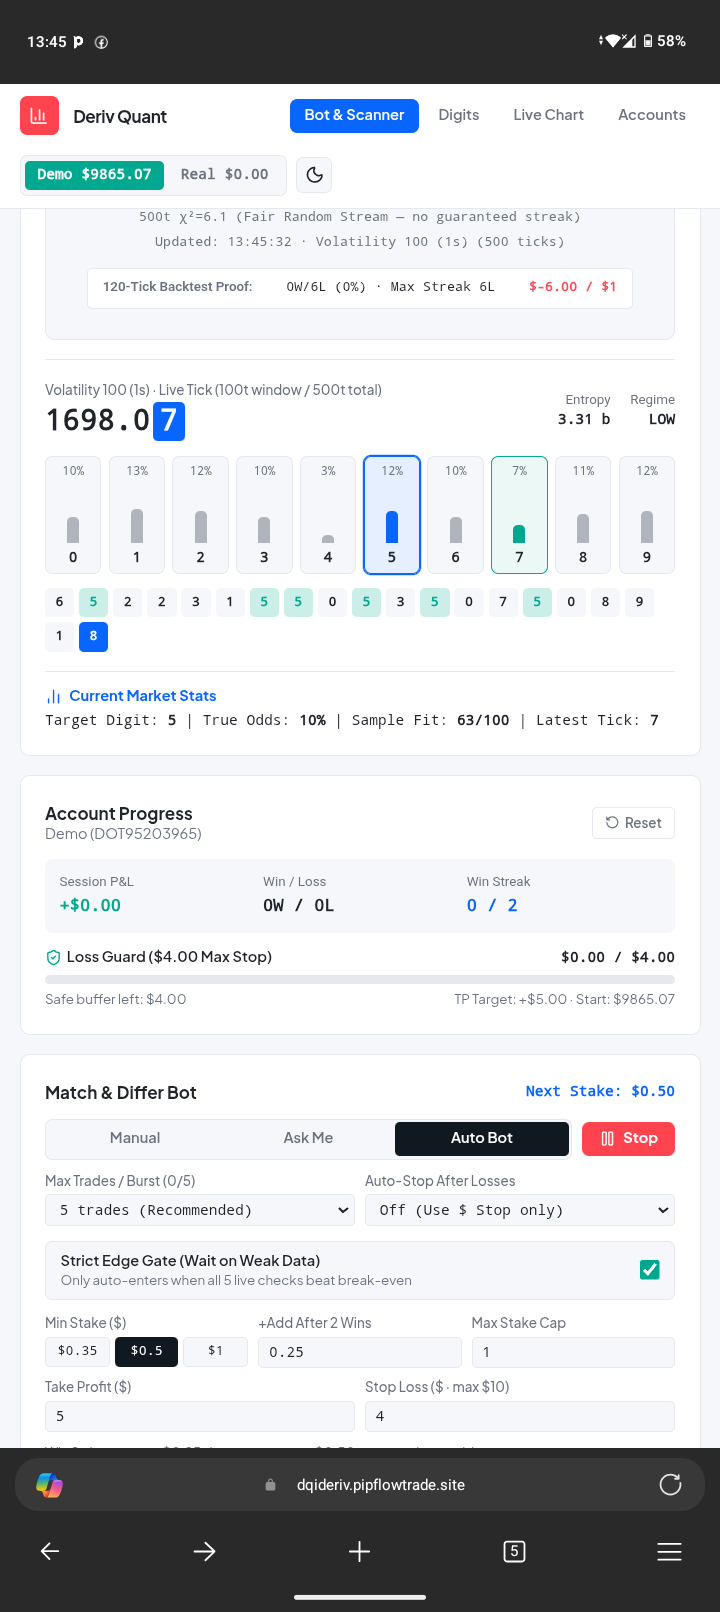 13:45
58%
Deriv Quant
Bot & Scanner Digits Live Chart Accounts
Demo $9865.07 Real $0.00
500t χ²=6.1 (Fair Random Stream — no guaranteed streak)
Updated: 13:45:32 · Volatility 100 (1s) (500 ticks)
120-Tick Backtest Proof: 0W/6L (0%) · Max Streak 6L $-6.00 / $1
Volatility 100 (1s) · Live Tick (100t window / 500t total)
1698.07
Entropy Regime
3.31 b LOW
10% 13% 12% 10% 3% 12% 10% 7% 11% 12%
0 1 2 3 4 5 6 7 8 9
6 5 2 2 3 1 5 5 0 5 3 5 0 7 5 0 8 9
1 8
Current Market Stats
Target Digit: 5 | True Odds: 10% | Sample Fit: 63/100 | Latest Tick: 7
Account Progress
Demo (DOT95203965)
Reset
Session P&L Win / Loss Win Streak
+$0.00 0W / 0L 0 / 2
Loss Guard ($4.00 Max Stop) $0.00 / $4.00
Safe buffer left: $4.00 TP Target: +$5.00 · Start: $9865.07
Match & Differ Bot Next Stake: $0.50
Manual Ask Me Auto Bot Stop
Max Trades / Burst (0/5) Auto-Stop After Losses
5 trades (Recommended) Off (Use $ Stop only)
Strict Edge Gate (Wait on Weak Data)
Only auto-enters when all 5 live checks beat break-even
Min Stake ($) +Add After 2 Wins Max Stake Cap
$0.35 $0.5 $1 0.25 1
Take Profit ($) Stop Loss ($ · max $10)
5 4
dqideriv.pipflowtrade.site
5